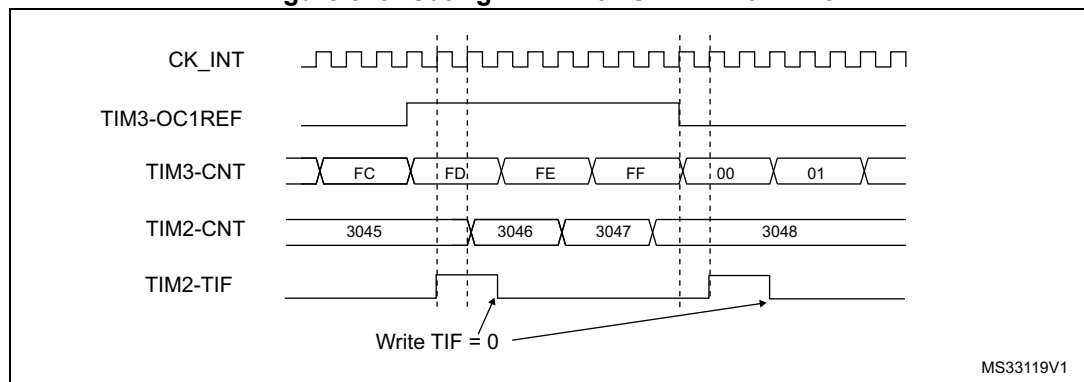 CK_INT
TIM3-OC1REF
TIM3-CNT FC FD FE FF 00 01
TIM2-CNT 3045 3046 3047 3048
TIM2-TIF
Write TIF = 0
MS33119V1